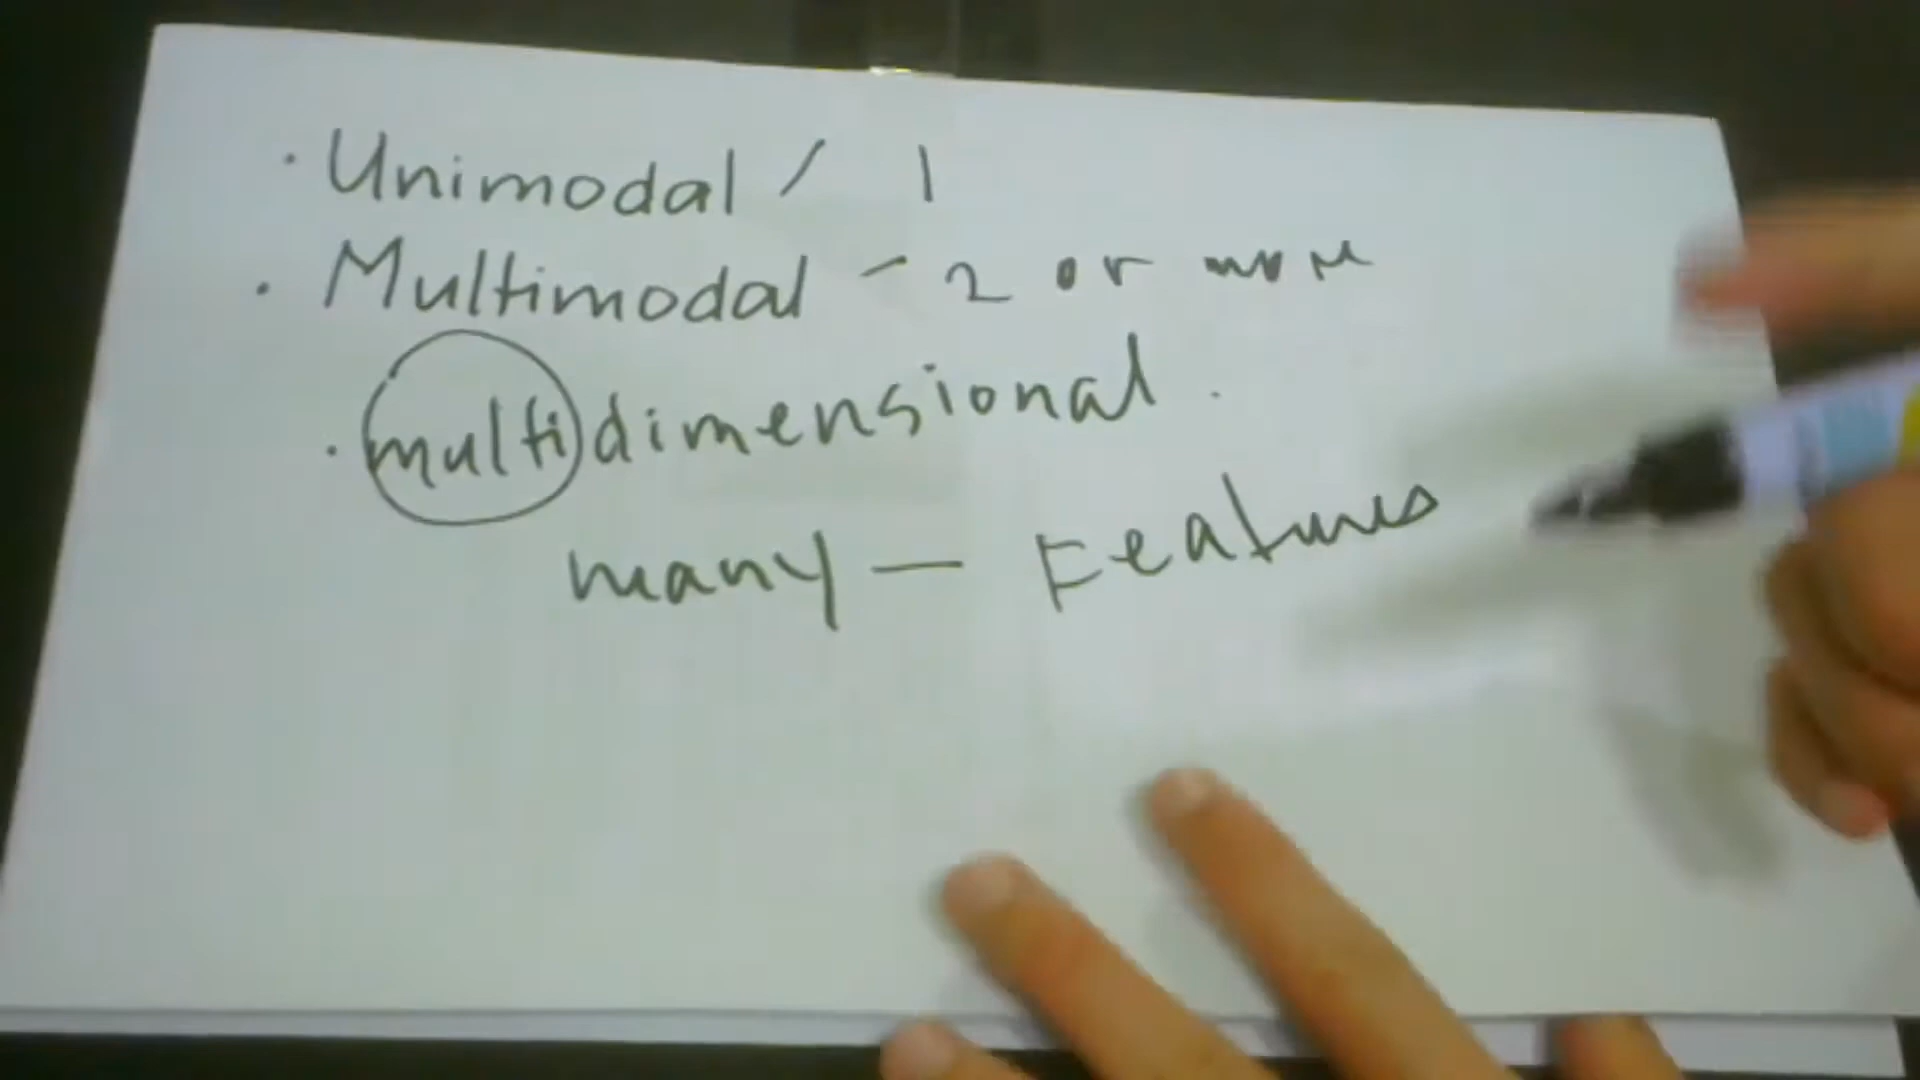 · Unimodal / 1
· Multimodal - 2 or more
· multidimensional.
many — Features